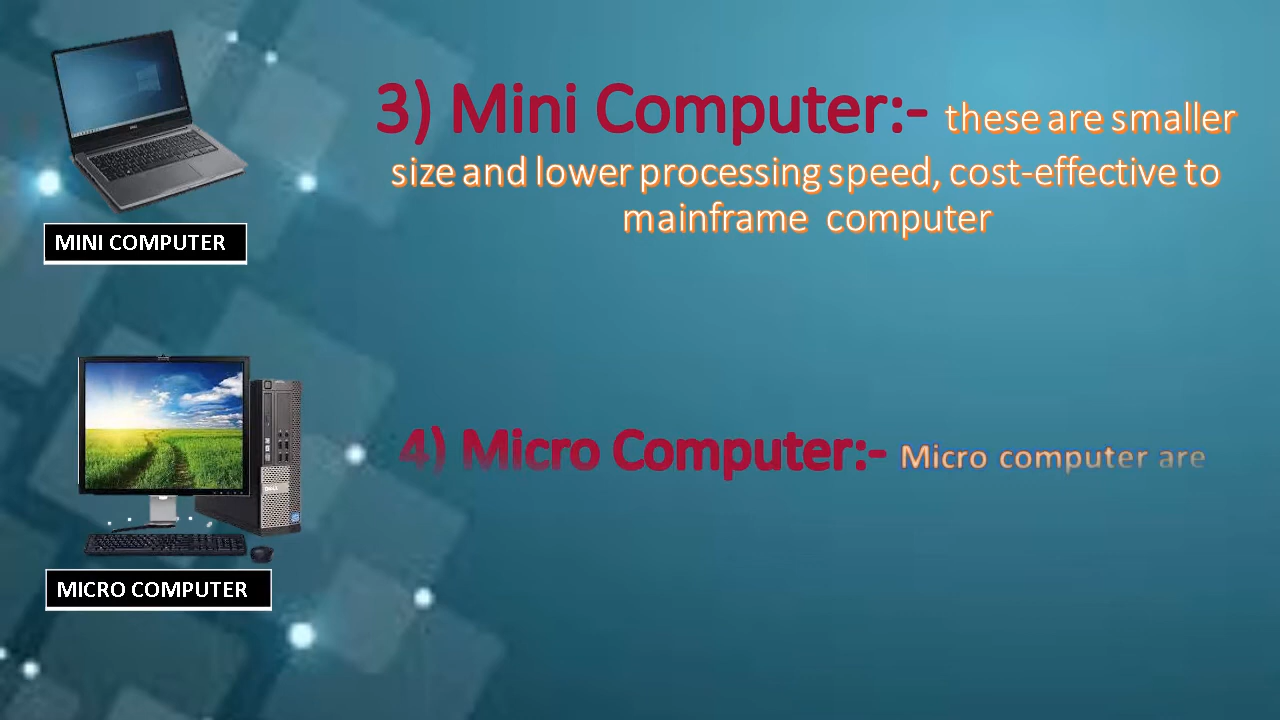 3) Mini Computer:- these are smaller
size and lower processing speed, cost-effective to
mainframe computer
MINI COMPUTER
4) Micro Computer:- Micro computer are
MICRO COMPUTER